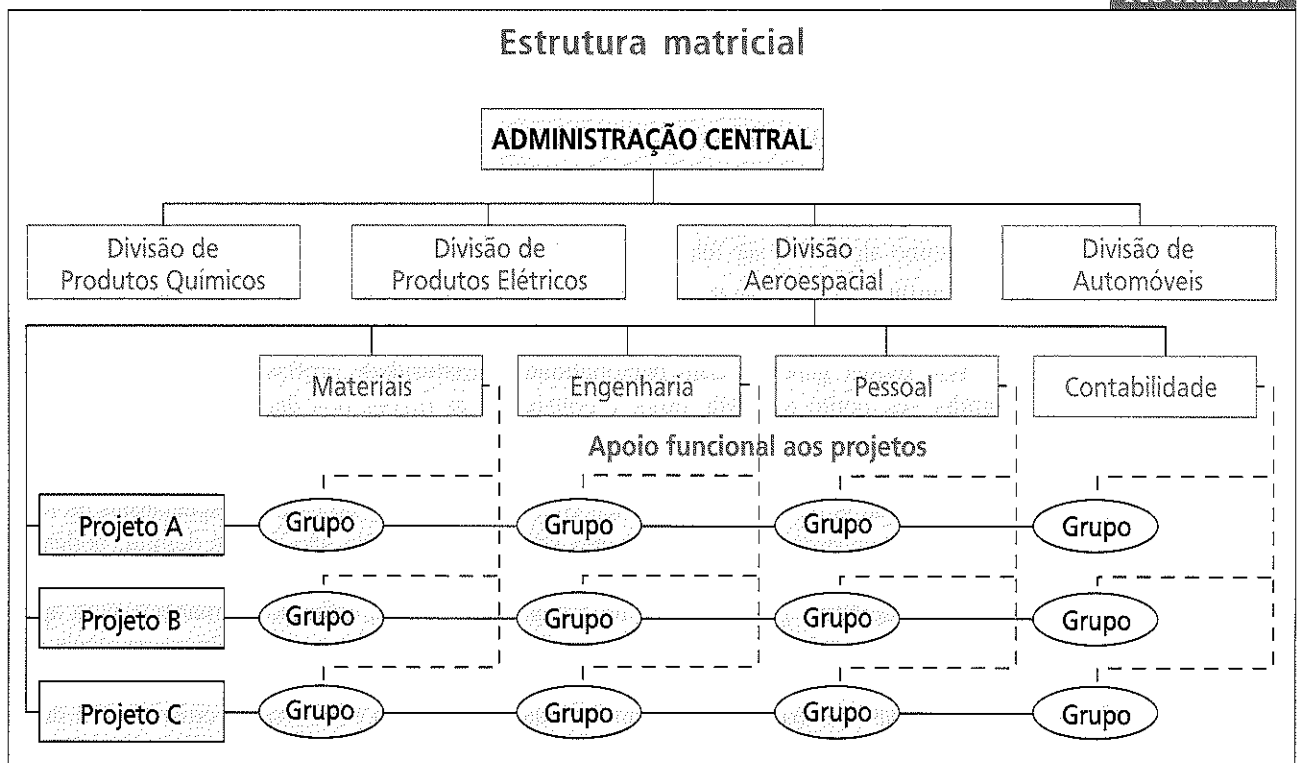 Estrutura matricial
ADMINISTRAÇÃO CENTRAL
Divisão de
Produtos Químicos
Divisão de
Produtos Elétricos
Divisão
Aeroespacial
Divisão de
Automóveis
Materiais
Engenharia
Pessoal
Contabilidade
Apoio funcional aos projetos
Projeto A
Grupo
Grupo
Grupo
Grupo
Projeto B
Grupo
Grupo
Grupo
Grupo
Projeto C
Grupo
Grupo
Grupo
Grupo